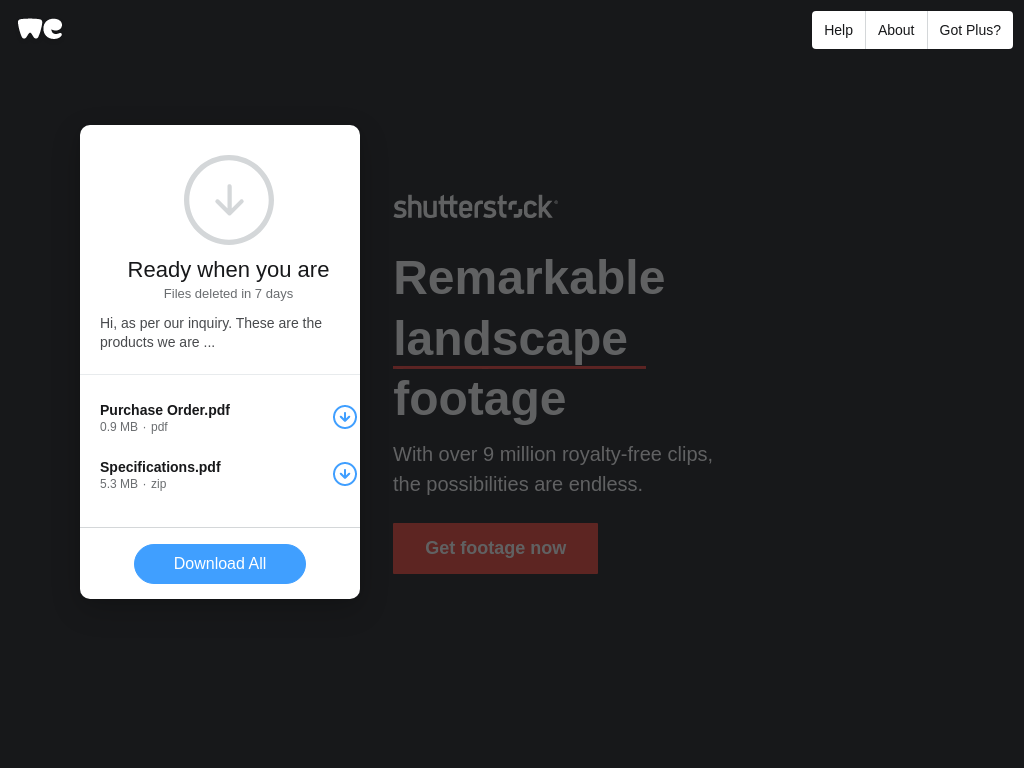 we
Help
About
Got Plus?
Ready when you are
Files deleted in 7 days
Hi, as per our inquiry. These are the
products we are ...
Purchase Order.pdf
0.9 MB · pdf
Specifications.pdf
5.3 MB · zip
Download All
shutterstock
Remarkable
landscape
footage
With over 9 million royalty-free clips,
the possibilities are endless.
Get footage now